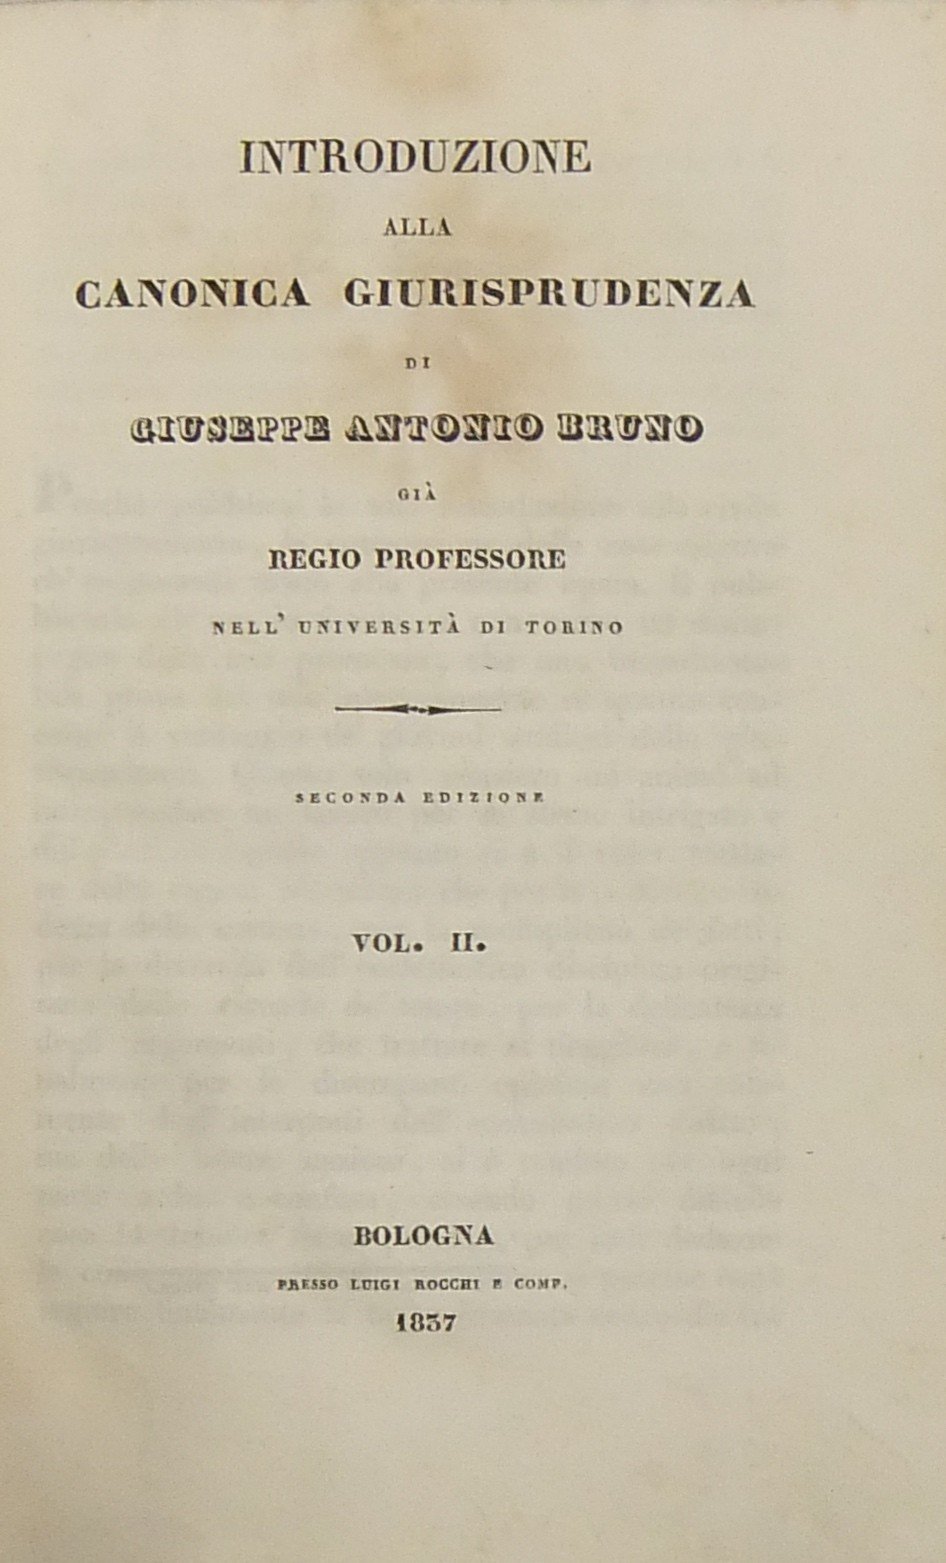 INTRODUZIONE
ALLA
CANONICA GIURISPRUDENZA
DI
GIUSEPPE ANTONIO BRUNO
GIÀ
REGIO PROFESSORE
NELL' UNIVERSITÀ DI TORINO
SECONDA EDIZIONE
VOL. II.
BOLOGNA
PRESSO LUIGI ROCCHI E COMP.
1837